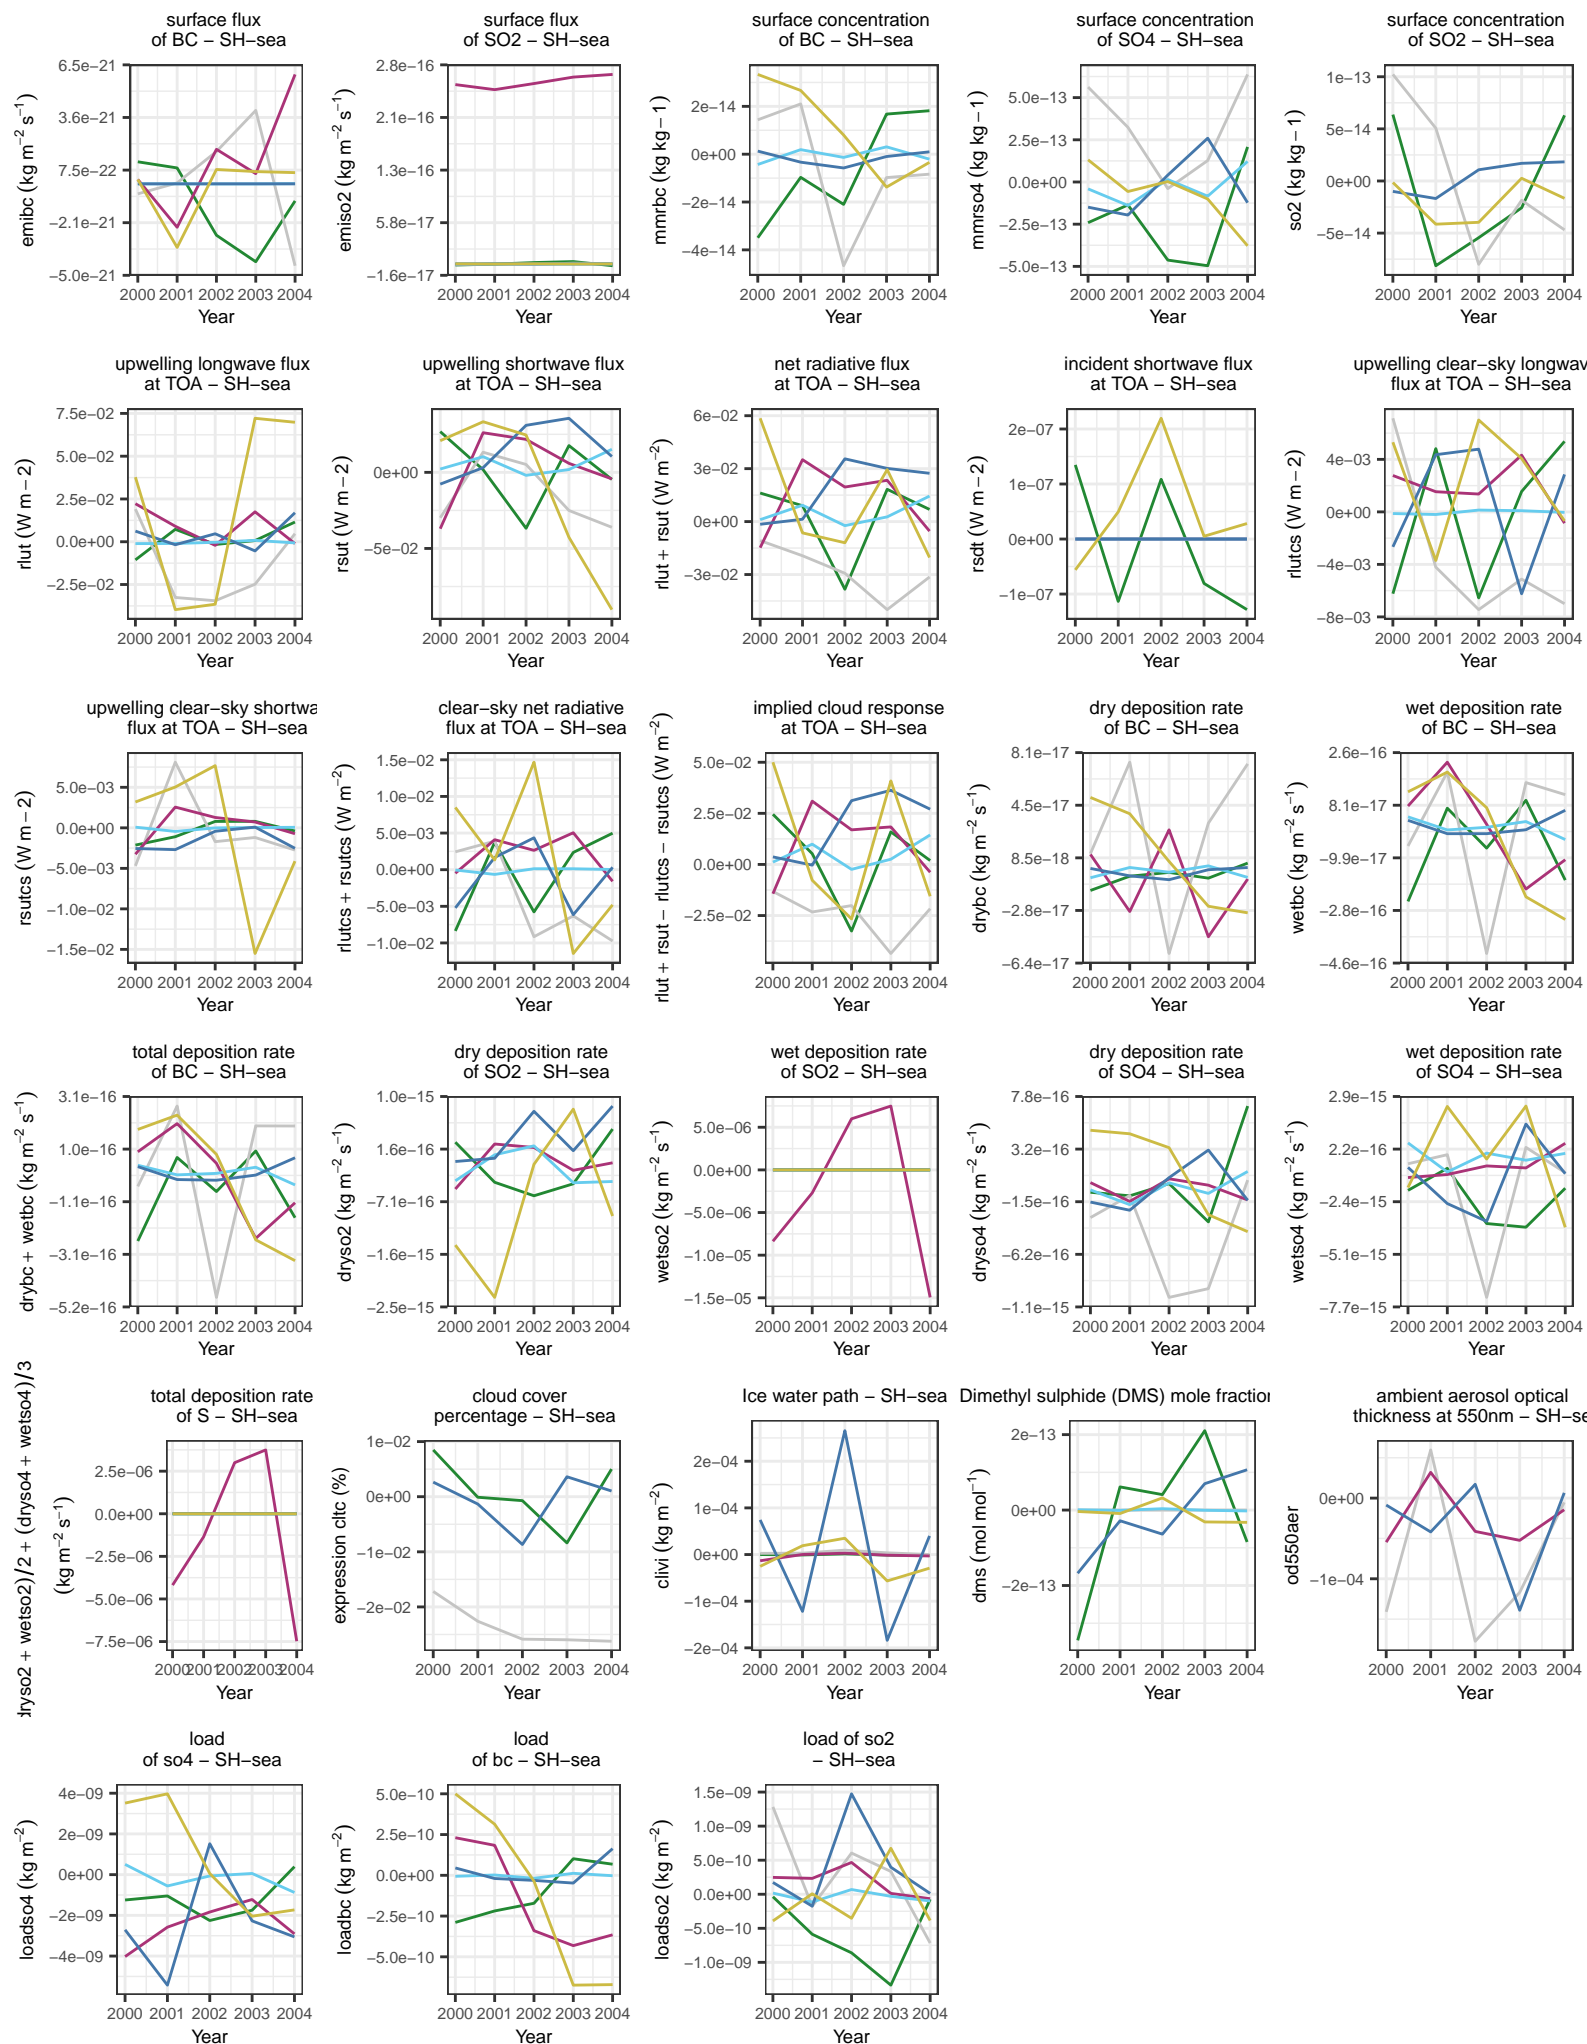 surface flux
of BC − SH−sea
emibc (kg m−2 s−1)
6.5e−21
3.6e−21
7.5e−22
−2.1e−21
−5.0e−21
2000 2001 2002 2003 2004
Year
surface flux
of SO2 − SH−sea
emiso2 (kg m−2 s−1)
2.8e−16
2.1e−16
1.3e−16
5.8e−17
−1.6e−17
2000 2001 2002 2003 2004
Year
surface concentration
of BC − SH−sea
mmrbc (kg kg − 1)
2e−14
0e+00
−2e−14
−4e−14
2000 2001 2002 2003 2004
Year
surface concentration
of SO4 − SH−sea
mmrso4 (kg kg − 1)
5.0e−13
2.5e−13
0.0e+00
−2.5e−13
−5.0e−13
2000 2001 2002 2003 2004
Year
surface concentration
of SO2 − SH−sea
so2 (kg kg − 1)
1e−13
5e−14
0e+00
−5e−14
2000 2001 2002 2003 2004
Year
upwelling longwave flux
at TOA − SH−sea
rlut (W m − 2)
7.5e−02
5.0e−02
2.5e−02
0.0e+00
−2.5e−02
2000 2001 2002 2003 2004
Year
upwelling shortwave flux
at TOA − SH−sea
rsut (W m − 2)
0e+00
−5e−02
2000 2001 2002 2003 2004
Year
net radiative flux
at TOA − SH−sea
rlut + rsut (W m−2)
6e−02
3e−02
0e+00
−3e−02
2000 2001 2002 2003 2004
Year
incident shortwave flux
at TOA − SH−sea
rsdt (W m − 2)
2e−07
1e−07
0e+00
−1e−07
2000 2001 2002 2003 2004
Year
upwelling clear−sky longwav
flux at TOA − SH−sea
rlutcs (W m − 2)
4e−03
0e+00
−4e−03
−8e−03
2000 2001 2002 2003 2004
Year
upwelling clear−sky shortwa
flux at TOA − SH−sea
rsutcs (W m − 2)
5.0e−03
0.0e+00
−5.0e−03
−1.0e−02
−1.5e−02
2000 2001 2002 2003 2004
Year
clear−sky net radiative
flux at TOA − SH−sea
rlutcs + rsutcs (W m−2)
1.5e−02
1.0e−02
5.0e−03
0.0e+00
−5.0e−03
−1.0e−02
2000 2001 2002 2003 2004
Year
implied cloud response
at TOA − SH−sea
rlut + rsut − rlutcs − rsutcs (W m−2)
5.0e−02
2.5e−02
0.0e+00
−2.5e−02
2000 2001 2002 2003 2004
Year
dry deposition rate
of BC − SH−sea
drybc (kg m−2 s−1)
8.1e−17
4.5e−17
8.5e−18
−2.8e−17
−6.4e−17
2000 2001 2002 2003 2004
Year
wet deposition rate
of BC − SH−sea
wetbc (kg m−2 s−1)
2.6e−16
8.1e−17
−9.9e−17
−2.8e−16
−4.6e−16
2000 2001 2002 2003 2004
Year
total deposition rate
of BC − SH−sea
drybc + wetbc (kg m−2 s−1)
3.1e−16
1.0e−16
−1.1e−16
−3.1e−16
−5.2e−16
2000 2001 2002 2003 2004
Year
dry deposition rate
of SO2 − SH−sea
dryso2 (kg m−2 s−1)
1.0e−15
1.6e−16
−7.1e−16
−1.6e−15
−2.5e−15
2000 2001 2002 2003 2004
Year
wet deposition rate
of SO2 − SH−sea
wetso2 (kg m−2 s−1)
5.0e−06
0.0e+00
−5.0e−06
−1.0e−05
−1.5e−05
2000 2001 2002 2003 2004
Year
dry deposition rate
of SO4 − SH−sea
dryso4 (kg m−2 s−1)
7.8e−16
3.2e−16
−1.5e−16
−6.2e−16
−1.1e−15
2000 2001 2002 2003 2004
Year
wet deposition rate
of SO4 − SH−sea
wetso4 (kg m−2 s−1)
2.9e−15
2.2e−16
−2.4e−15
−5.1e−15
−7.7e−15
2000 2001 2002 2003 2004
Year
total deposition rate
of S − SH−sea
dryso2 + wetso2)/2 + (dryso4 + wetso4)/3
(kg m−2 s−1)
2.5e−06
0.0e+00
−2.5e−06
−5.0e−06
−7.5e−06
2000 2001 2002 2003 2004
Year
cloud cover
percentage − SH−sea
expression cltc (%)
1e−02
0e+00
−1e−02
−2e−02
2000 2001 2002 2003 2004
Year
Ice water path − SH−sea
clivi (kg m−2)
2e−04
1e−04
0e+00
−1e−04
−2e−04
2000 2001 2002 2003 2004
Year
Dimethyl sulphide (DMS) mole fraction
dms (mol mol−1)
2e−13
0e+00
−2e−13
2000 2001 2002 2003 2004
Year
ambient aerosol optical
thickness at 550nm − SH−se
od550aer
0e+00
−1e−04
2000 2001 2002 2003 2004
Year
load
of so4 − SH−sea
loadso4 (kg m−2)
4e−09
2e−09
0e+00
−2e−09
−4e−09
2000 2001 2002 2003 2004
Year
load
of bc − SH−sea
loadbc (kg m−2)
5.0e−10
2.5e−10
0.0e+00
−2.5e−10
−5.0e−10
2000 2001 2002 2003 2004
Year
load of so2
− SH−sea
loadso2 (kg m−2)
1.5e−09
1.0e−09
5.0e−10
0.0e+00
−5.0e−10
−1.0e−09
2000 2001 2002 2003 2004
Year